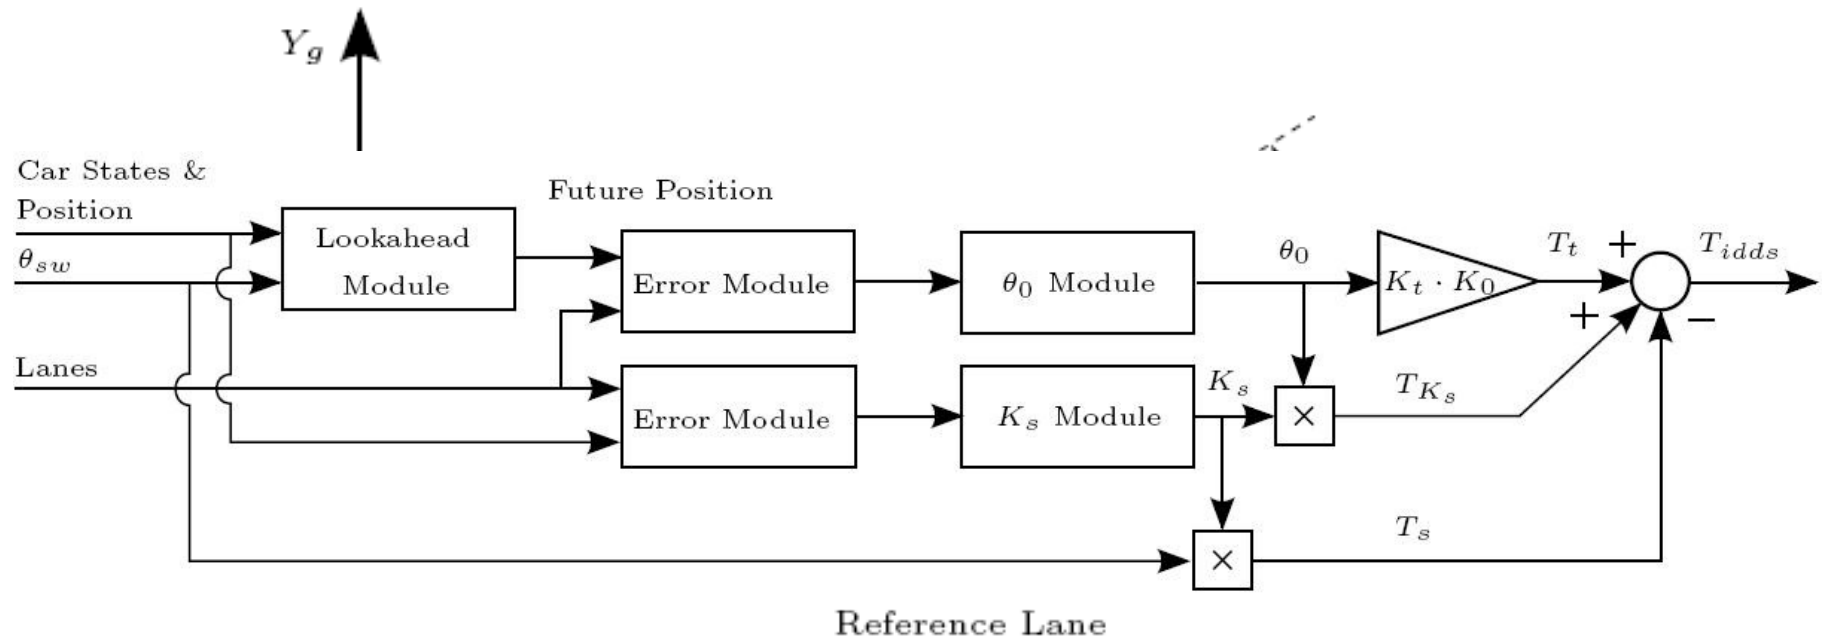 Y_g
Car States &
Position
Future Position
θ_sw
Lookahead
Module
Error Module
θ_0 Module
θ_0
K_t · K_0
T_t
+
T_idds
+
−
Lanes
Error Module
K_s Module
K_s
×
T_{K_s}
×
T_s
Reference Lane